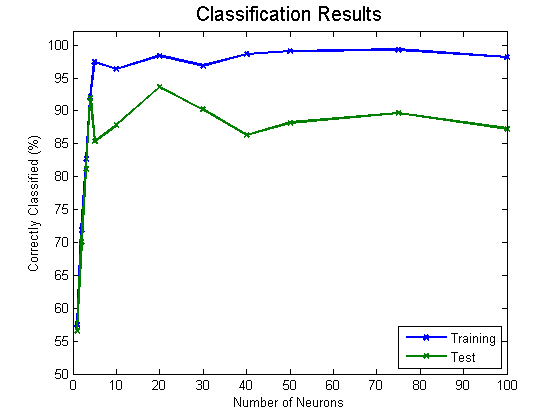 Classification Results
100
95
90
85
80
75
70
65
60
55
50
Correctly Classified (%)
Training
Test
0 10 20 30 40 50 60 70 80 90 100
Number of Neurons